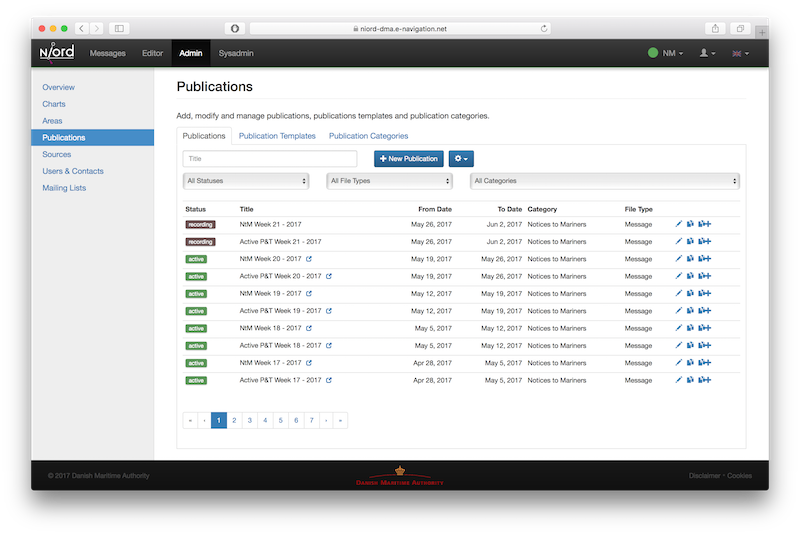 niord-dma.e-navigation.net
Niord Messages Editor Admin Sysadmin NM
Overview
Charts
Areas
Publications
Sources
Users & Contacts
Mailing Lists
Publications
Add, modify and manage publications, publications templates and publication categories.
Publications Publication Templates Publication Categories
Title New Publication
All Statuses All File Types All Categories
Status Title From Date To Date Category File Type
recording NtM Week 21 - 2017 May 26, 2017 Jun 2, 2017 Notices to Mariners Message
recording Active P&T Week 21 - 2017 May 26, 2017 Jun 2, 2017 Notices to Mariners Message
active NtM Week 20 - 2017 May 19, 2017 May 26, 2017 Notices to Mariners Message
active Active P&T Week 20 - 2017 May 19, 2017 May 26, 2017 Notices to Mariners Message
active NtM Week 19 - 2017 May 12, 2017 May 19, 2017 Notices to Mariners Message
active Active P&T Week 19 - 2017 May 12, 2017 May 19, 2017 Notices to Mariners Message
active NtM Week 18 - 2017 May 5, 2017 May 12, 2017 Notices to Mariners Message
active Active P&T Week 18 - 2017 May 5, 2017 May 12, 2017 Notices to Mariners Message
active NtM Week 17 - 2017 Apr 28, 2017 May 5, 2017 Notices to Mariners Message
active Active P&T Week 17 - 2017 Apr 28, 2017 May 5, 2017 Notices to Mariners Message
« ‹ 1 2 3 4 5 6 7 › »
© 2017 Danish Maritime Authority DANISH MARITIME AUTHORITY Disclaimer · Cookies